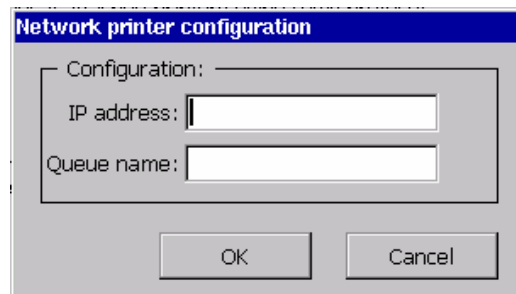 Network printer configuration
Configuration:
IP address:
Queue name:
OK
Cancel